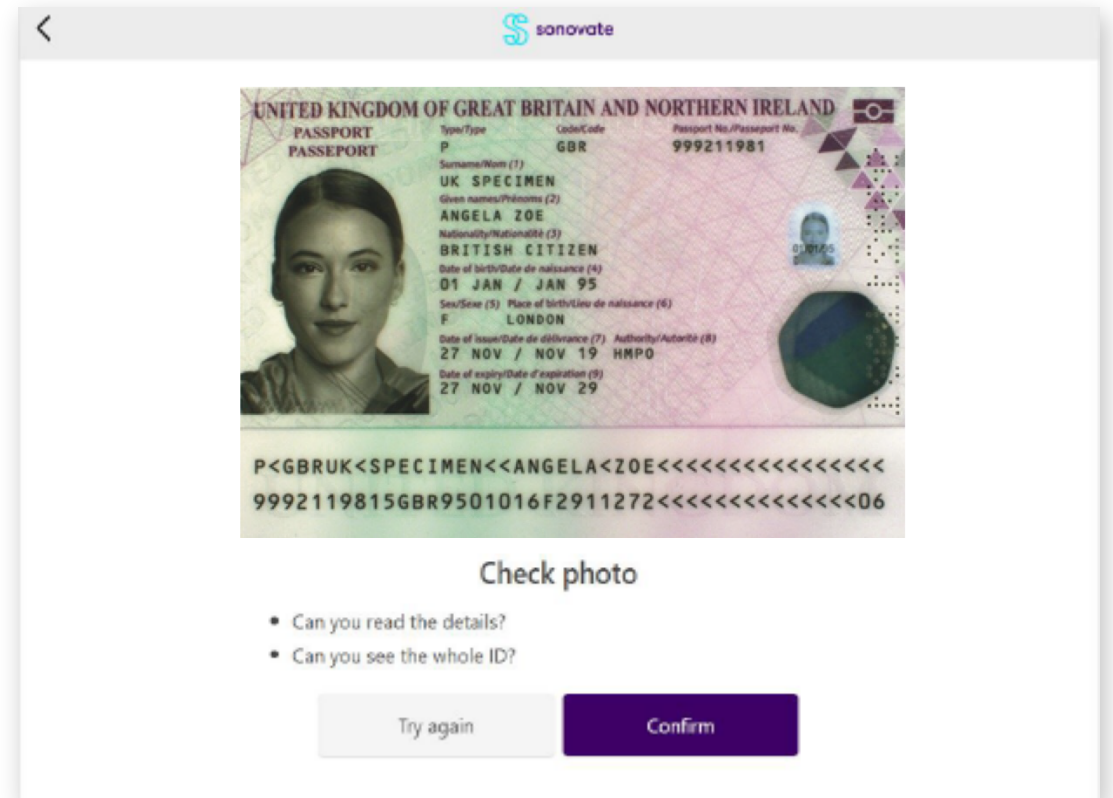 sonovate
UNITED KINGDOM OF GREAT BRITAIN AND NORTHERN IRELAND
PASSPORT
PASSEPORT
Type/Type Code/Code Passport No./Passeport No.
P GBR 999211981
Surname/Nom (1)
UK SPECIMEN
Given names/Prénoms (2)
ANGELA ZOE
Nationality/Nationalité (3)
BRITISH CITIZEN
Date of birth/Date de naissance (4)
01 JAN / JAN 95
Sex/Sexe (5) Place of birth/Lieu de naissance (6)
F LONDON
Date of issue/Date de délivrance (7) Authority/Autorité (8)
27 NOV / NOV 19 HMPO
Date of expiry/Date d'expiration (9)
27 NOV / NOV 29
01/01/95
P<GBRUK<SPECIMEN<<ANGELA<ZOE<<<<<<<<<<<<<<<<
9992119815GBR9501016F2911272<<<<<<<<<<<<<<06
Check photo
• Can you read the details?
• Can you see the whole ID?
Try again
Confirm